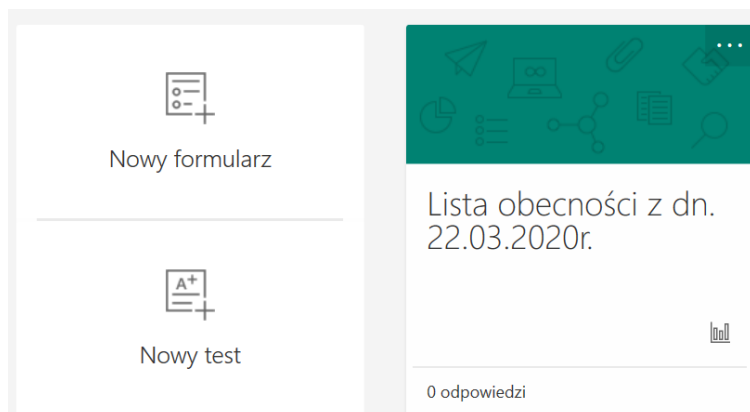 Nowy formularz
A+
Nowy test
...
Lista obecności z dn.
22.03.2020r.
0 odpowiedzi